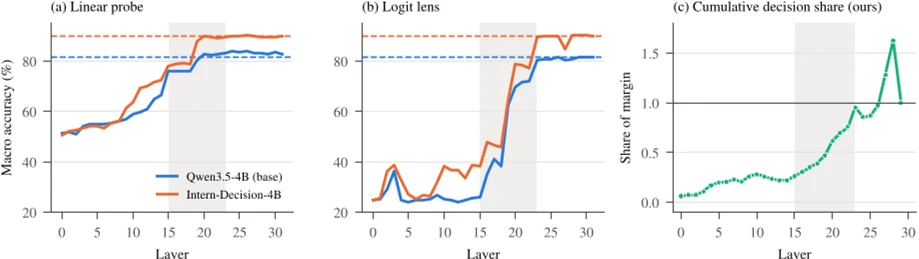 (a) Linear probe
Macro accuracy (%)
80
60
40
20
Qwen3.5-4B (base)
Intern-Decision-4B
0 5 10 15 20 25 30
Layer
(b) Logit lens
80
60
40
20
0 5 10 15 20 25 30
Layer
(c) Cumulative decision share (ours)
Share of margin
1.5
1.0
0.5
0.0
0 5 10 15 20 25 30
Layer